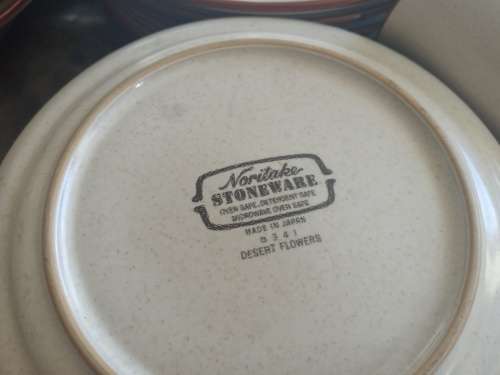 Noritake
STONEWARE
OVEN SAFE, DETERGENT SAFE
MICROWAVE OVEN SAFE
MADE IN JAPAN
8341
DESERT FLOWERS